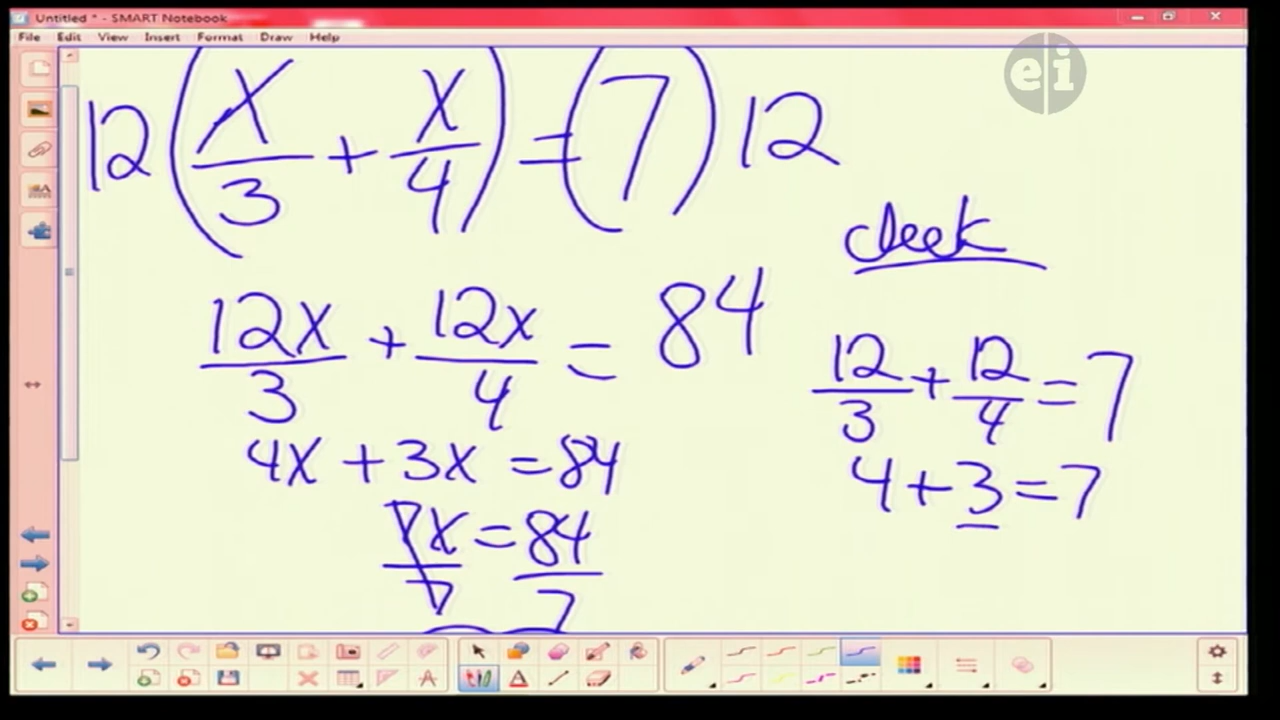 Untitled * - SMART Notebook
File Edit View Insert Format Draw Help
ei
12(x/3 + x/4) = (7)12
check
12x/3 + 12x/4 = 84
12/3 + 12/4 = 7
4x + 3x = 84
4 + 3 = 7
7x/7 = 84/7